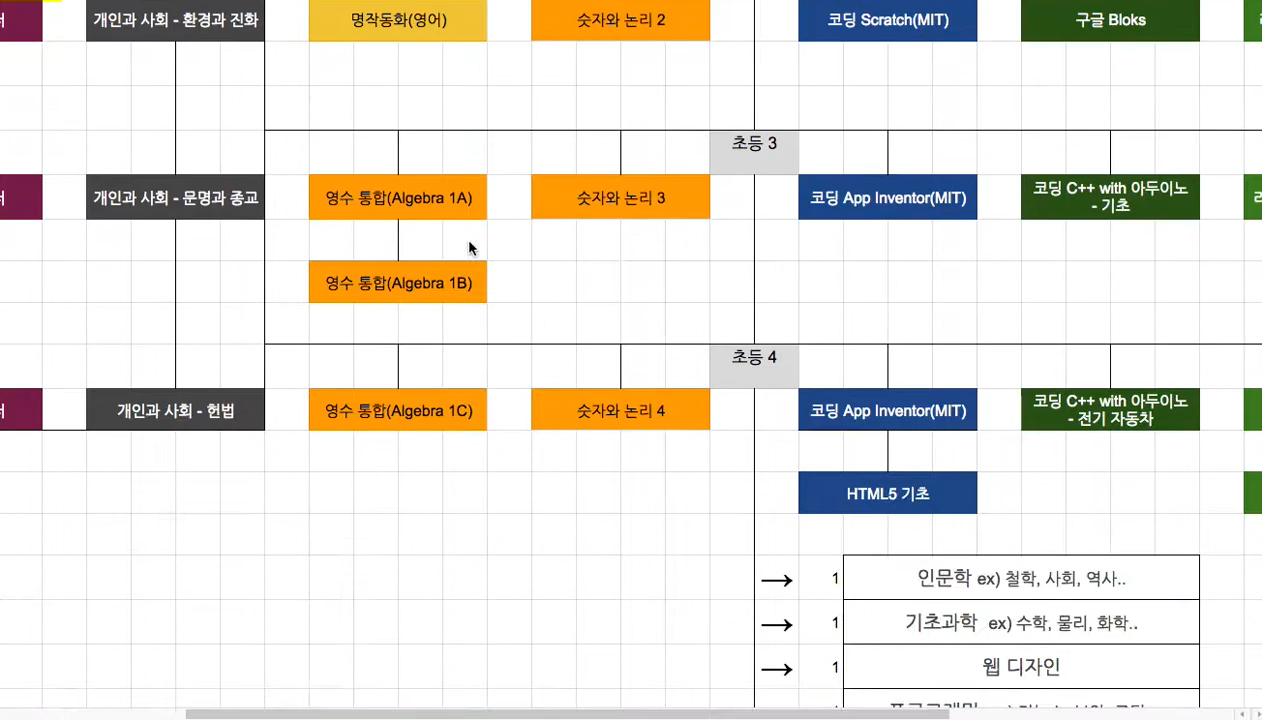 개인과 사회 - 환경과 진화
명작동화(영어)
숫자와 논리 2
코딩 Scratch(MIT)
구글 Bloks
초등 3
개인과 사회 - 문명과 종교
영수 통합(Algebra 1A)
숫자와 논리 3
코딩 App Inventor(MIT)
코딩 C++ with 아두이노
- 기초
영수 통합(Algebra 1B)
초등 4
개인과 사회 - 헌법
영수 통합(Algebra 1C)
숫자와 논리 4
코딩 App Inventor(MIT)
코딩 C++ with 아두이노
- 전기 자동차
HTML5 기초
→ 1 인문학 ex) 철학, 사회, 역사..
→ 1 기초과학 ex) 수학, 물리, 화학..
→ 1 웹 디자인